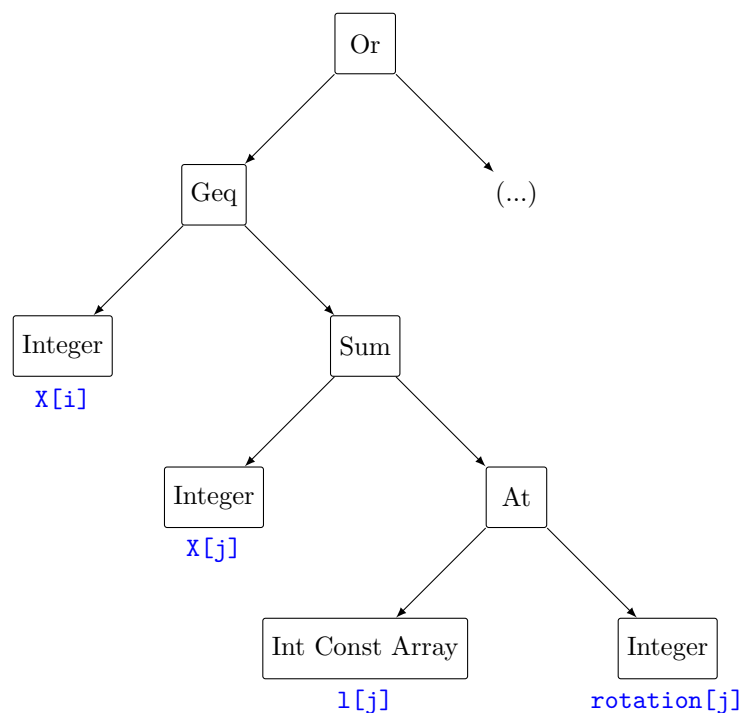 Or
Geq
(...)
Integer
Sum
X[i]
Integer
At
X[j]
Int Const Array
Integer
l[j]
rotation[j]